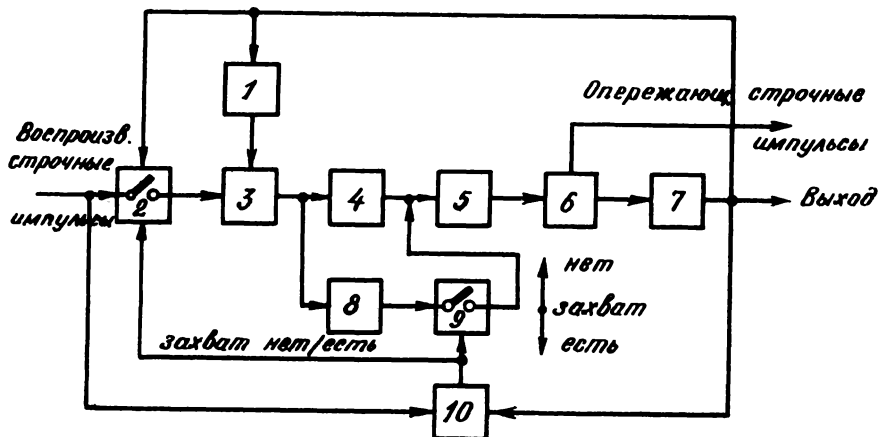 1
Опережающ. строчные
импульсы
Воспроизв.
строчные
импульсы
2
3
4
5
6
7
Выход
8
9
нет
захват
есть
захват нет/есть
10